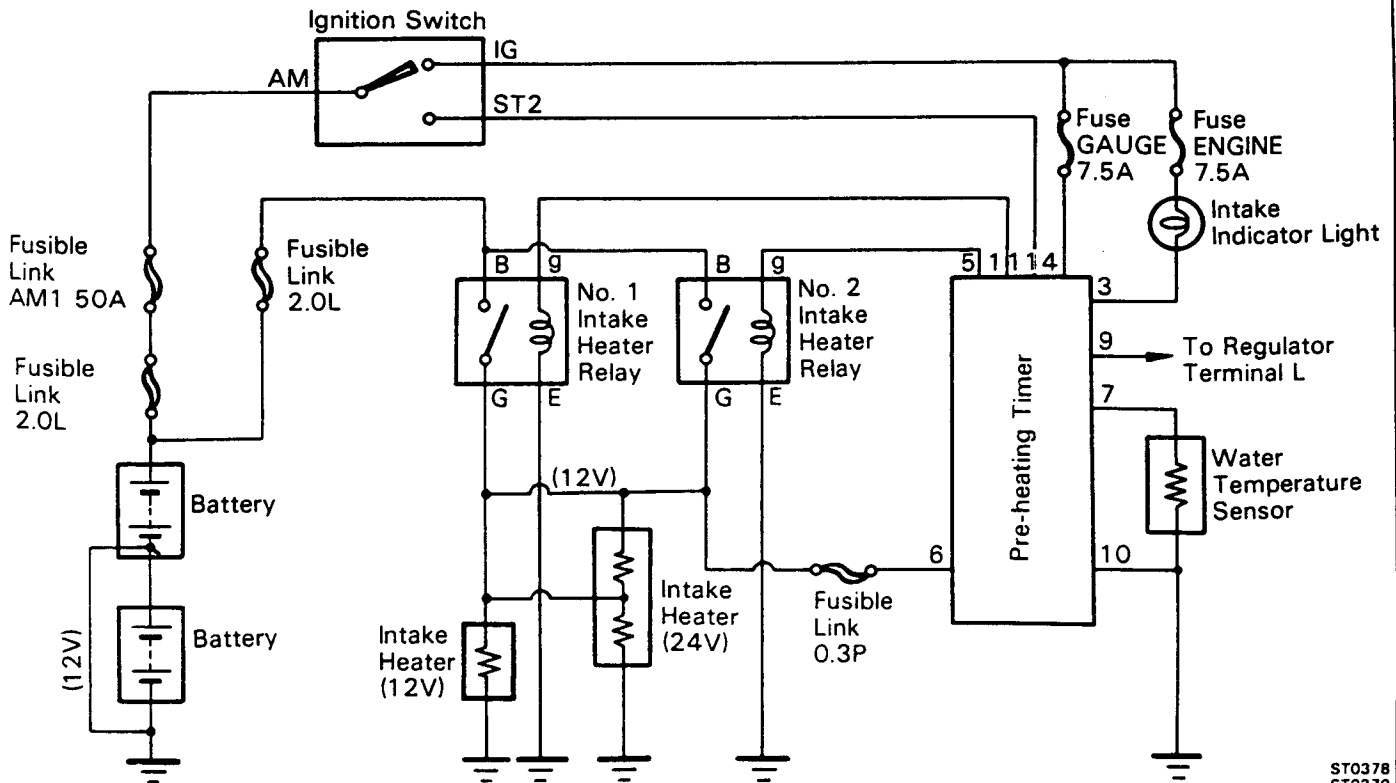 Ignition Switch
AM
IG
ST2
Fuse
GAUGE
7.5A
Fuse
ENGINE
7.5A
Intake
Indicator Light
Fusible
Link
AM1 50A
Fusible
Link
2.0L
Fusible
Link
2.0L
B g
No. 1
Intake
Heater
Relay
G E
B g
No. 2
Intake
Heater
Relay
G E
5 1 11 4
3
9
To Regulator
Terminal L
7
Pre-heating Timer
Water
Temperature
Sensor
10
6
Battery
Battery
(12V)
(12V)
Intake
Heater
(12V)
Intake
Heater
(24V)
Fusible
Link
0.3P
ST0378